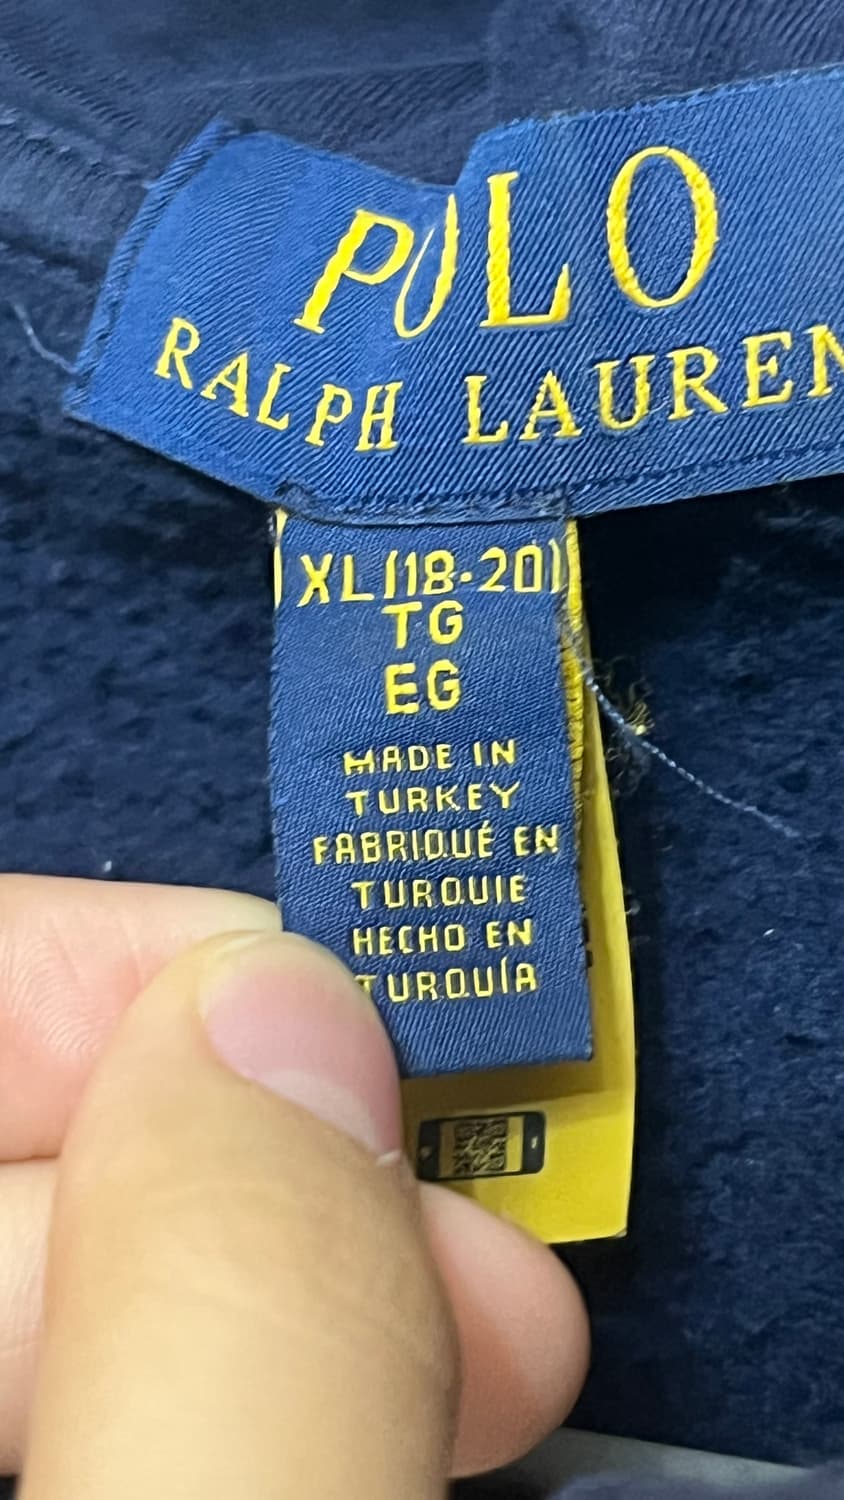 POLO
RALPH LAUREN
XL(18-20)
TG
EG
MADE IN
TURKEY
FABRIQUÉ EN
TURQUIE
HECHO EN
TURQUÍA